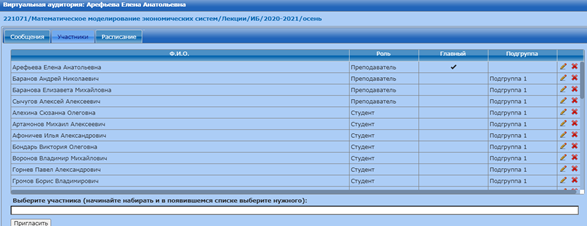 Виртуальная аудитория: Арефьева Елена Анатольевна
221071/Математическое моделирование экономических систем/Лекции/ИБ/2020-2021/осень
Сообщения Участники Расписание
Ф.И.О. Роль Главный Подгруппа
Арефьева Елена Анатольевна Преподаватель ✔
Баранов Андрей Николаевич Преподаватель Подгруппа 1
Баранова Елизавета Михайловна Преподаватель Подгруппа 1
Сычугов Алексей Алексеевич Преподаватель Подгруппа 1
Алехина Сюзанна Олеговна Студент Подгруппа 1
Артамонов Михаил Алексеевич Студент Подгруппа 1
Афоничев Илья Александрович Студент Подгруппа 1
Бондарь Виктория Олеговна Студент Подгруппа 1
Воронов Владимир Михайлович Студент Подгруппа 1
Горнев Павел Александрович Студент Подгруппа 1
Громов Борис Владимирович Студент Подгруппа 1
Выберите участника (начинайте набирать и в появившемся списке выберите нужного):
Пригласить